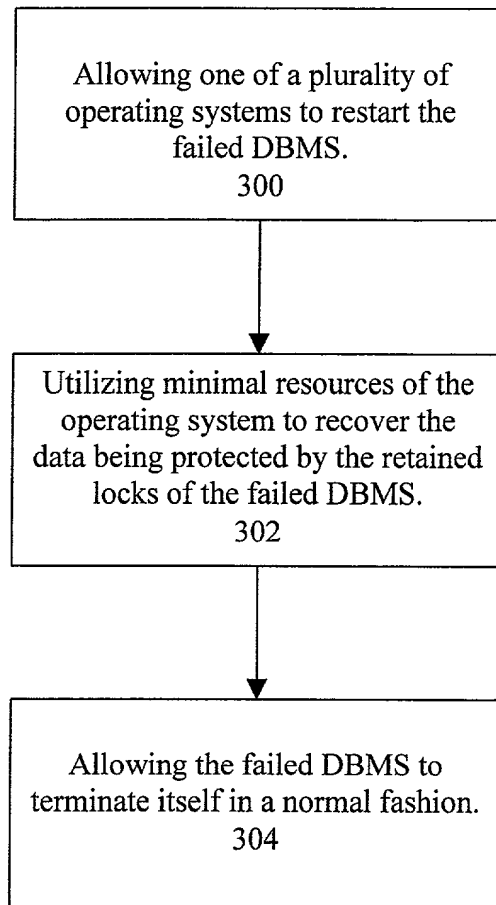 Allowing one of a plurality of
operating systems to restart the
failed DBMS.
300
Utilizing minimal resources of the
operating system to recover the
data being protected by the retained
locks of the failed DBMS.
302
Allowing the failed DBMS to
terminate itself in a normal fashion.
304